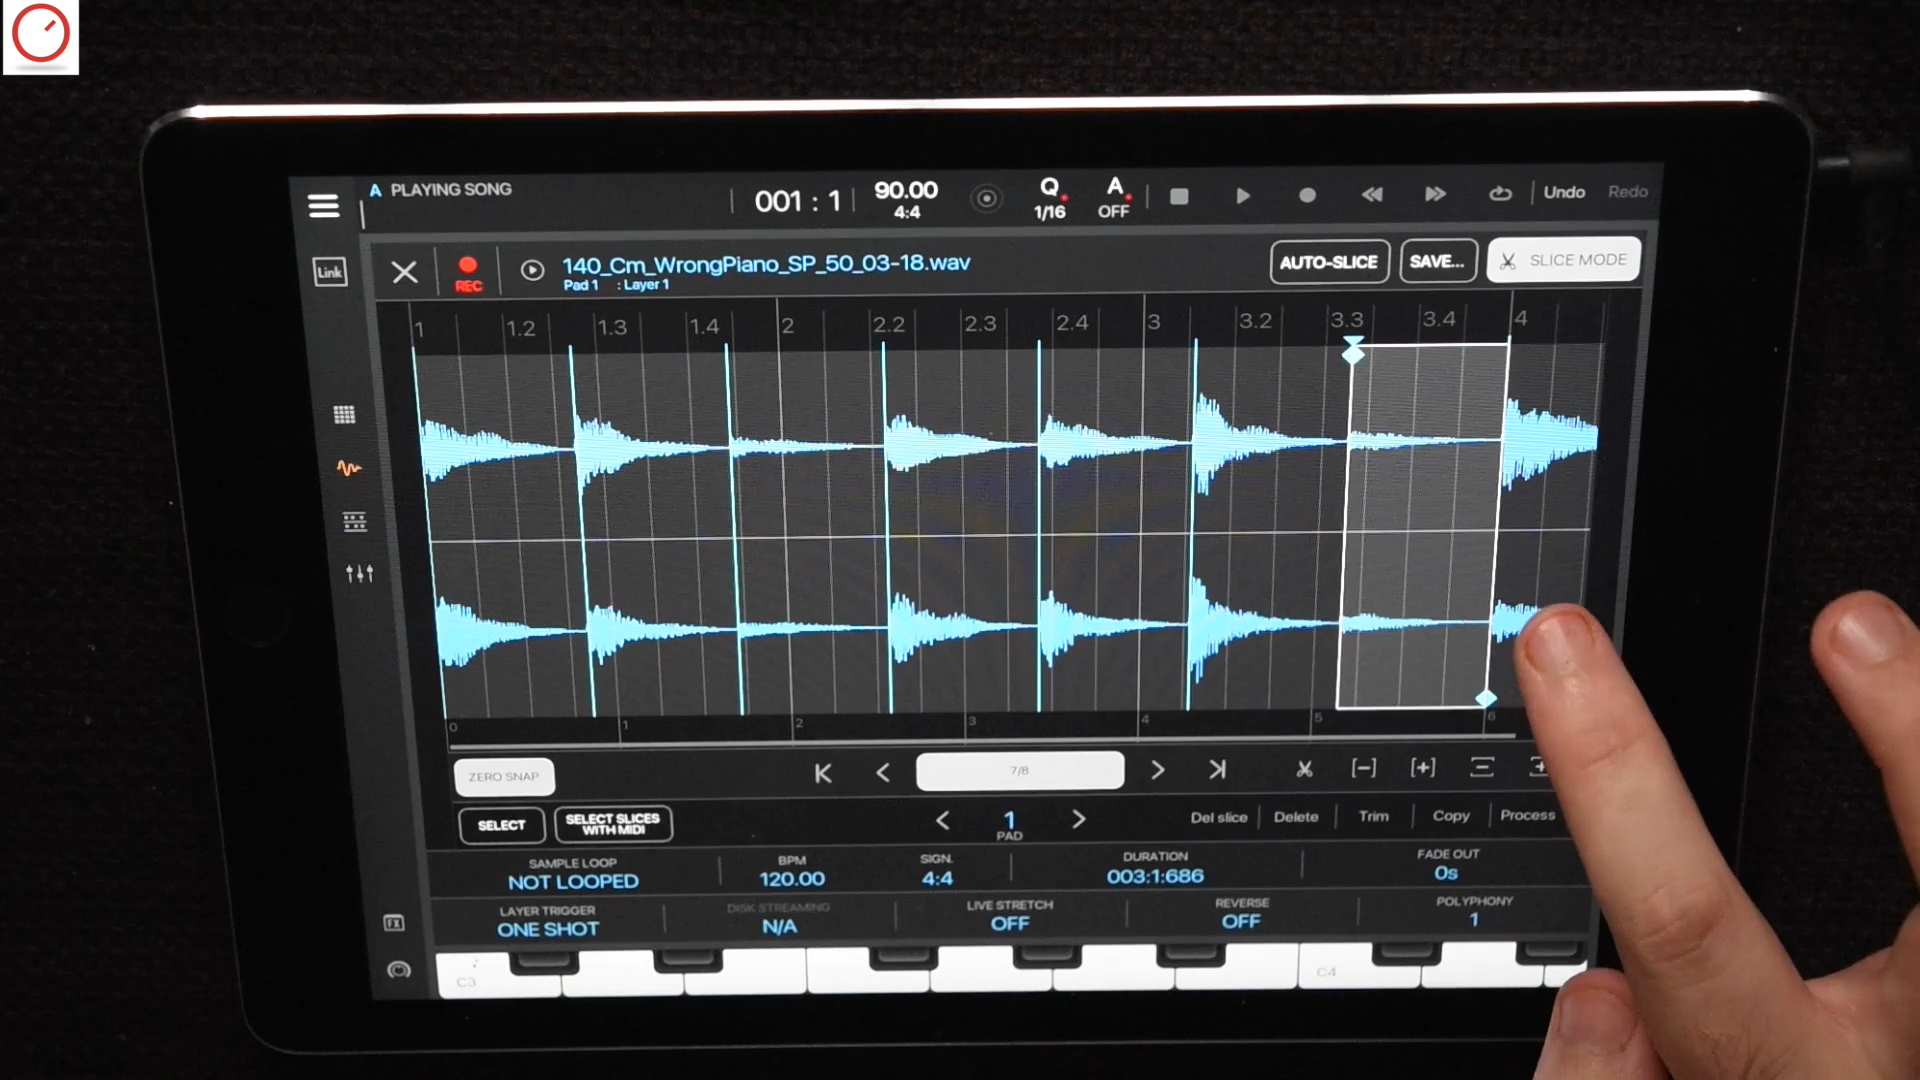 A PLAYING SONG
001 : 1
90.00
4:4
Q
1/16
A
OFF
Undo
Redo
Link
REC
140_Cm_WrongPiano_SP_50_03-18.wav
Pad 1 : Layer 1
AUTO-SLICE
SAVE...
SLICE MODE
1 1.2 1.3 1.4 2 2.2 2.3 2.4 3 3.2 3.3 3.4 4
0 1 2 3 4 5 6
ZERO SNAP
7/8
[-]
[+]
SELECT
SELECT SLICES
WITH MIDI
1
PAD
Del slice
Delete
Trim
Copy
Process
SAMPLE LOOP
NOT LOOPED
BPM
120.00
SIGN.
4:4
DURATION
003:1:686
FADE OUT
0s
LAYER TRIGGER
ONE SHOT
DISK STREAMING
N/A
LIVE STRETCH
OFF
REVERSE
OFF
POLYPHONY
1
FX
C3
C4